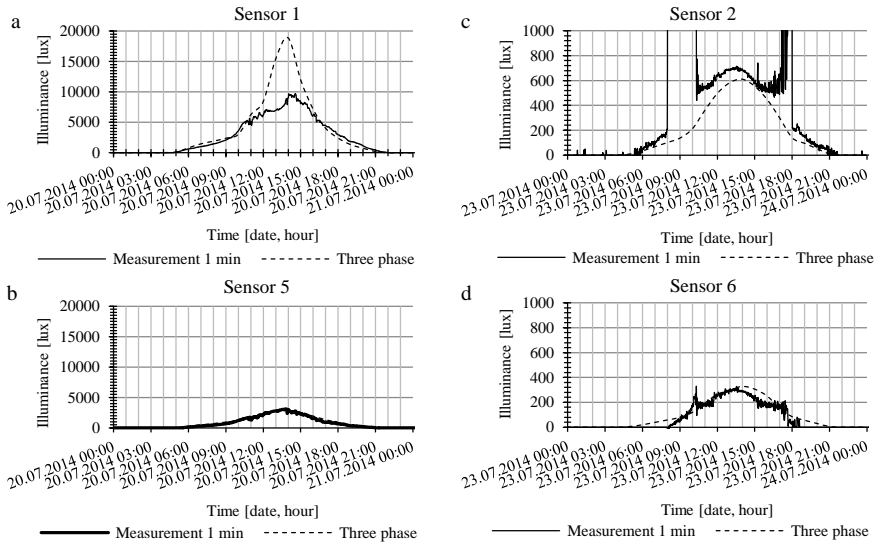 a
Sensor 1
Illuminance [lux]
20000
15000
10000
5000
0
20.07.2014 00:00
20.07.2014 03:00
20.07.2014 06:00
20.07.2014 09:00
20.07.2014 12:00
20.07.2014 15:00
20.07.2014 18:00
20.07.2014 21:00
21.07.2014 00:00
Time [date, hour]
Measurement 1 min
Three phase
c
Sensor 2
Illuminance [lux]
1000
800
600
400
200
0
23.07.2014 00:00
23.07.2014 03:00
23.07.2014 06:00
23.07.2014 09:00
23.07.2014 12:00
23.07.2014 15:00
23.07.2014 18:00
23.07.2014 21:00
24.07.2014 00:00
Time [date, hour]
Measurement 1 min
Three phase
b
Sensor 5
Illuminance [lux]
20000
15000
10000
5000
0
20.07.2014 00:00
20.07.2014 03:00
20.07.2014 06:00
20.07.2014 09:00
20.07.2014 12:00
20.07.2014 15:00
20.07.2014 18:00
20.07.2014 21:00
21.07.2014 00:00
Time [date, hour]
Measurement 1 min
Three phase
d
Sensor 6
Illuminance [lux]
1000
800
600
400
200
0
23.07.2014 00:00
23.07.2014 03:00
23.07.2014 06:00
23.07.2014 09:00
23.07.2014 12:00
23.07.2014 15:00
23.07.2014 18:00
23.07.2014 21:00
24.07.2014 00:00
Time [date, hour]
Measurement 1 min
Three phase